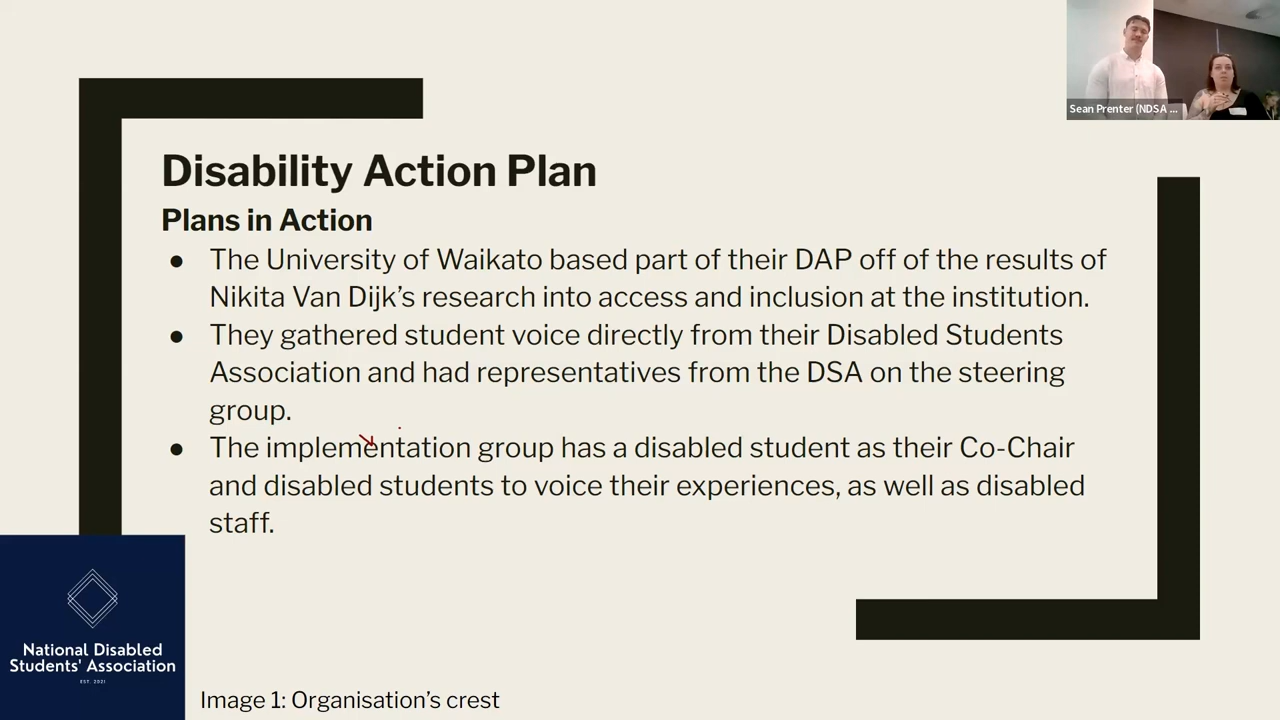 Sean Prenter (NDSA ...
Disability Action Plan
Plans in Action
● The University of Waikato based part of their DAP off of the results of
Nikita Van Dijk’s research into access and inclusion at the institution.
● They gathered student voice directly from their Disabled Students
Association and had representatives from the DSA on the steering
group.
● The implementation group has a disabled student as their Co-Chair
and disabled students to voice their experiences, as well as disabled
staff.
National Disabled
Students' Association
EST. 2021
Image 1: Organisation’s crest